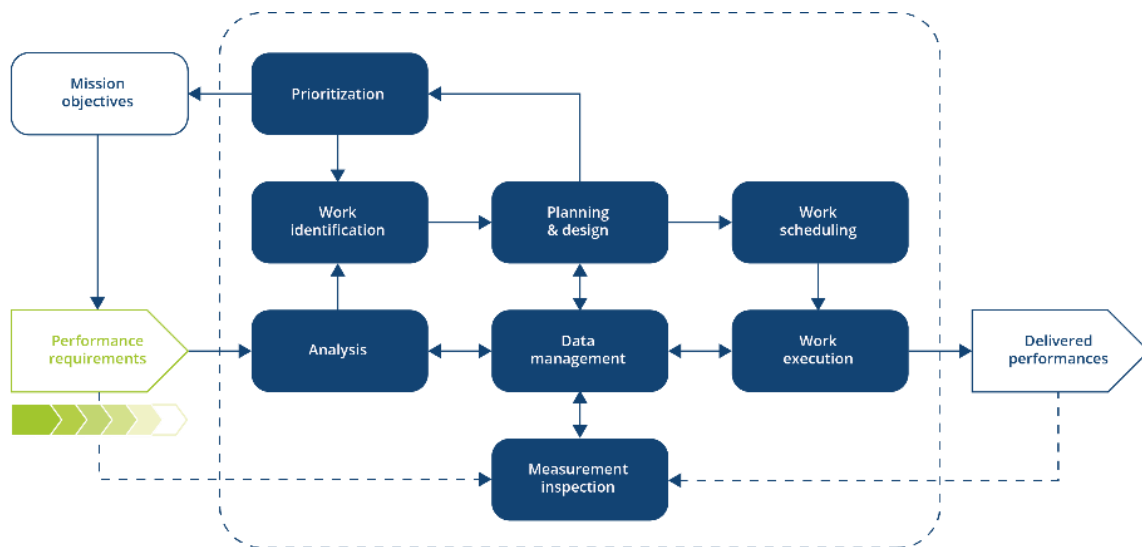 Mission
objectives
Prioritization
Work
identification
Planning
& design
Work
scheduling
Performance
requirements
Analysis
Data
management
Work
execution
Delivered
performances
Measurement
inspection